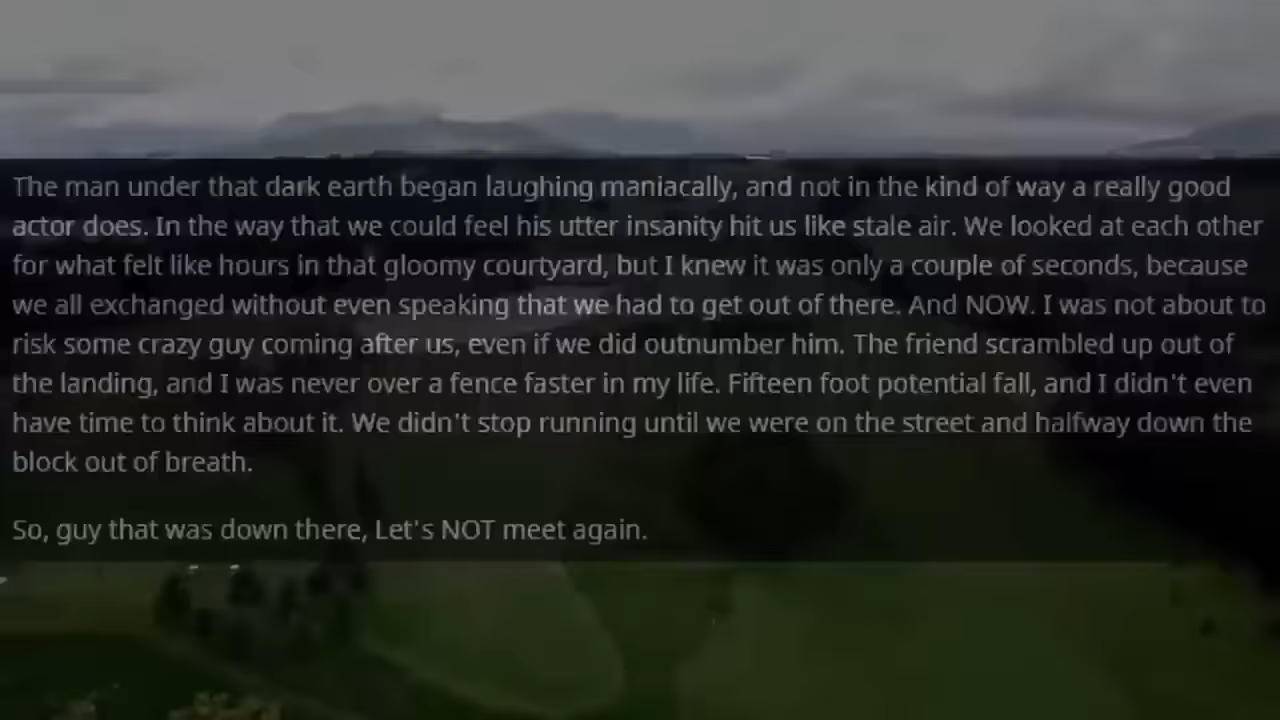 The man under that dark earth began laughing maniacally, and not in the kind of way a really good
actor does. In the way that we could feel his utter insanity hit us like stale air. We looked at each other
for what felt like hours in that gloomy courtyard, but I knew it was only a couple of seconds, because
we all exchanged without even speaking that we had to get out of there. And NOW. I was not about to
risk some crazy guy coming after us, even if we did outnumber him. The friend scrambled up out of
the landing, and I was never over a fence faster in my life. Fifteen foot potential fall, and I didn't even
have time to think about it. We didn't stop running until we were on the street and halfway down the
block out of breath.
So, guy that was down there, Let's NOT meet again.